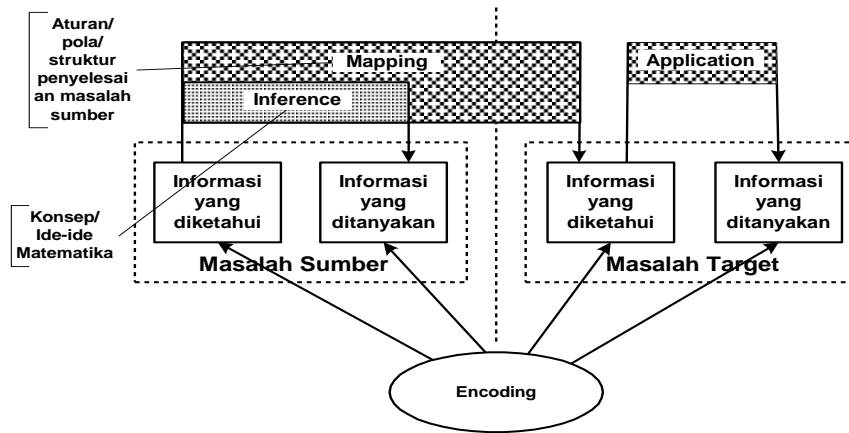 Aturan/
pola/
struktur
penyelesai
an masalah
sumber
Mapping
Application
Inference
Informasi
yang
diketahui
Informasi
yang
ditanyakan
Informasi
yang
diketahui
Informasi
yang
ditanyakan
Konsep/
Ide-ide
Matematika
Masalah Sumber
Masalah Target
Encoding